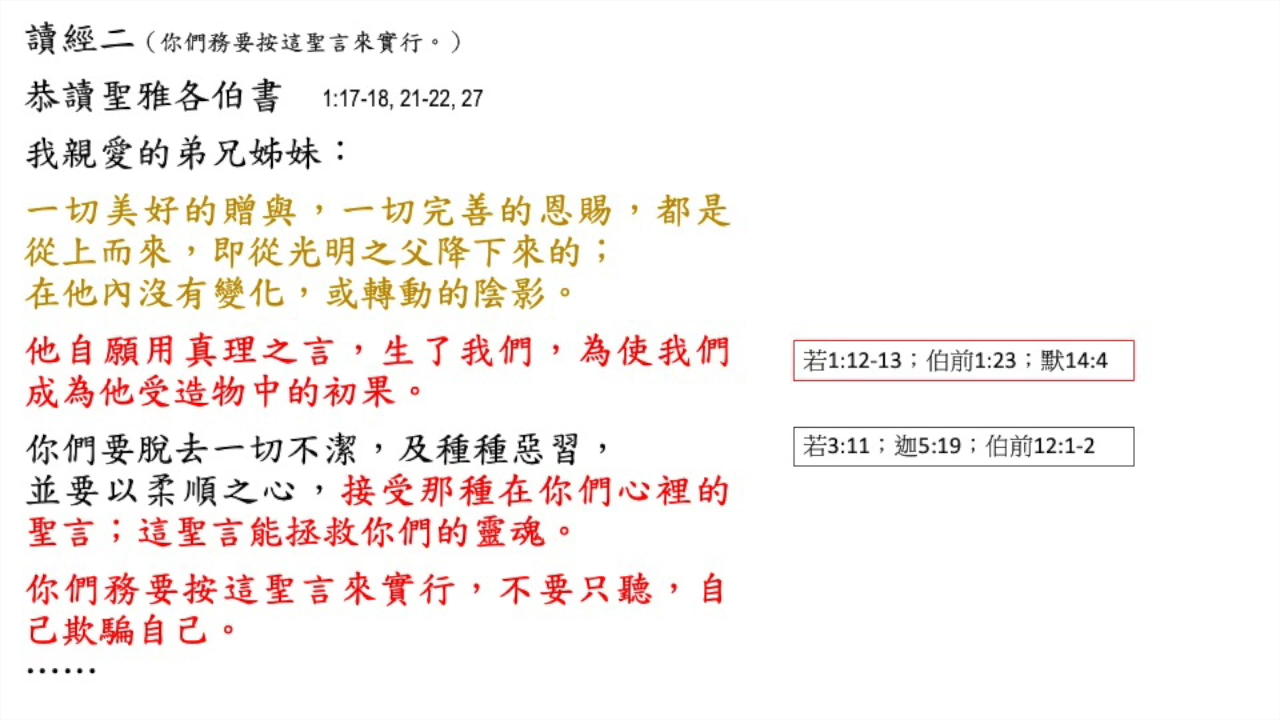 讀經二（你們務要按這聖言來實行。）
恭讀聖雅各伯書 1:17-18, 21-22, 27
我親愛的弟兄姊妹：
一切美好的贈與，一切完善的恩賜，都是
從上而來，即從光明之父降下來的；
在他內沒有變化，或轉動的陰影。
他自願用真理之言，生了我們，為使我們
成為他受造物中的初果。
若1:12-13；伯前1:23；默14:4
你們要脫去一切不潔，及種種惡習，
並要以柔順之心，接受那種在你們心裡的
聖言；這聖言能拯救你們的靈魂。
若3:11；迦5:19；伯前12:1-2
你們務要按這聖言來實行，不要只聽，自
己欺騙自己。
……